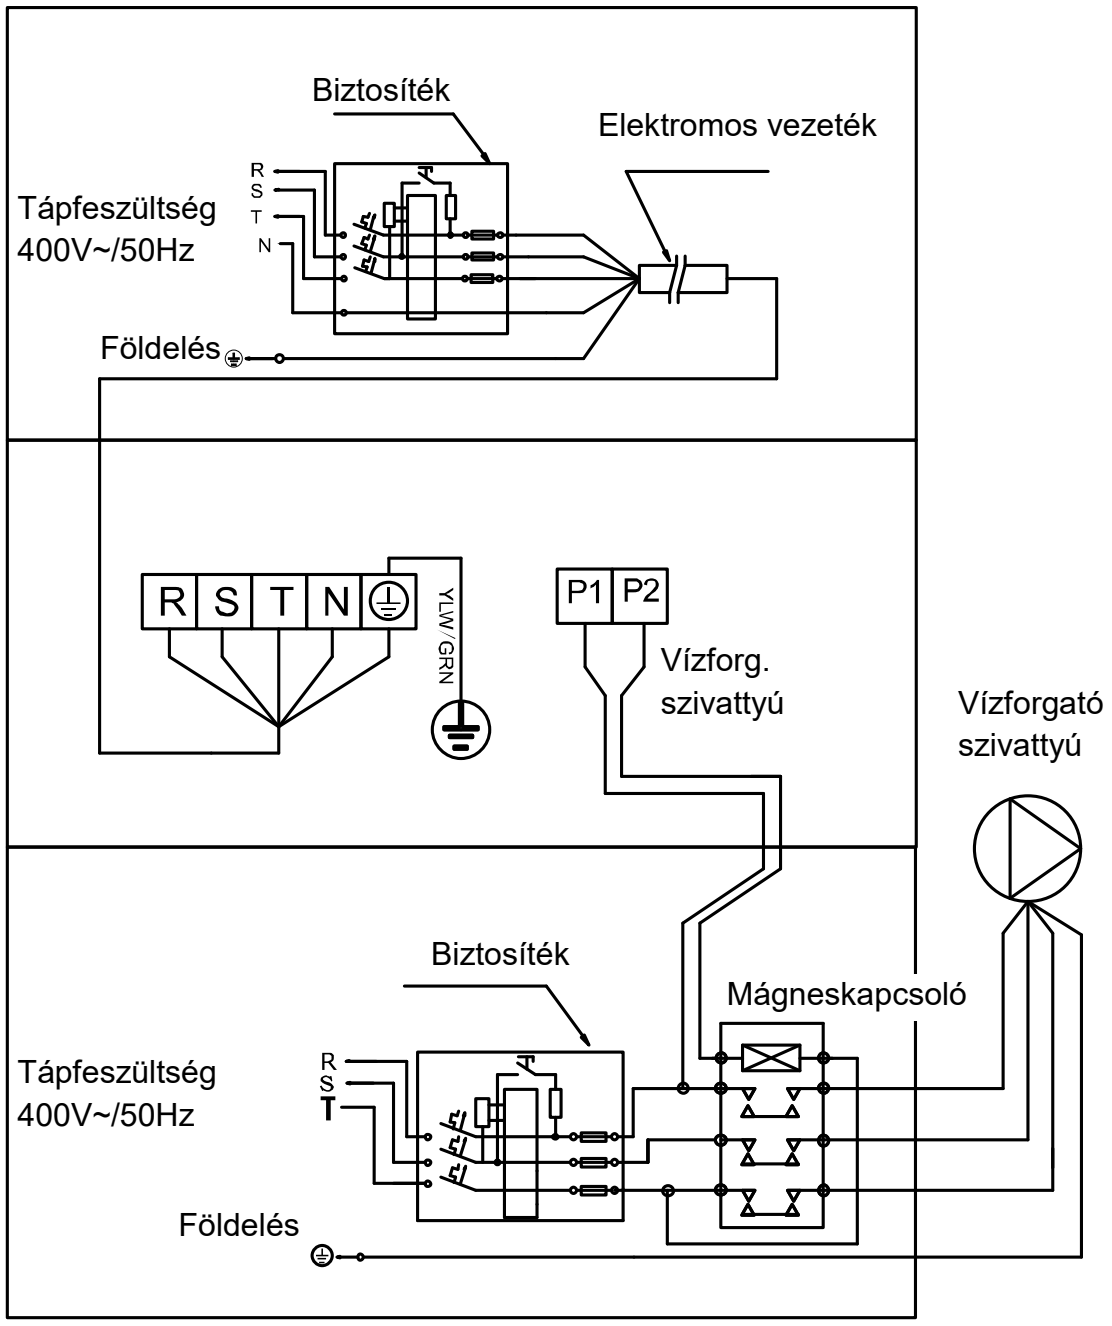 Biztosíték
Elektromos vezeték
Tápfeszültség
400V~/50Hz
R
S
T
N
Földelés
R S T N
YLW/GRN
P1 P2
Vízforg.
szivattyú
Vízforgató
szivattyú
Biztosíték
Mágneskapcsoló
Tápfeszültség
400V~/50Hz
R
S
T
Földelés